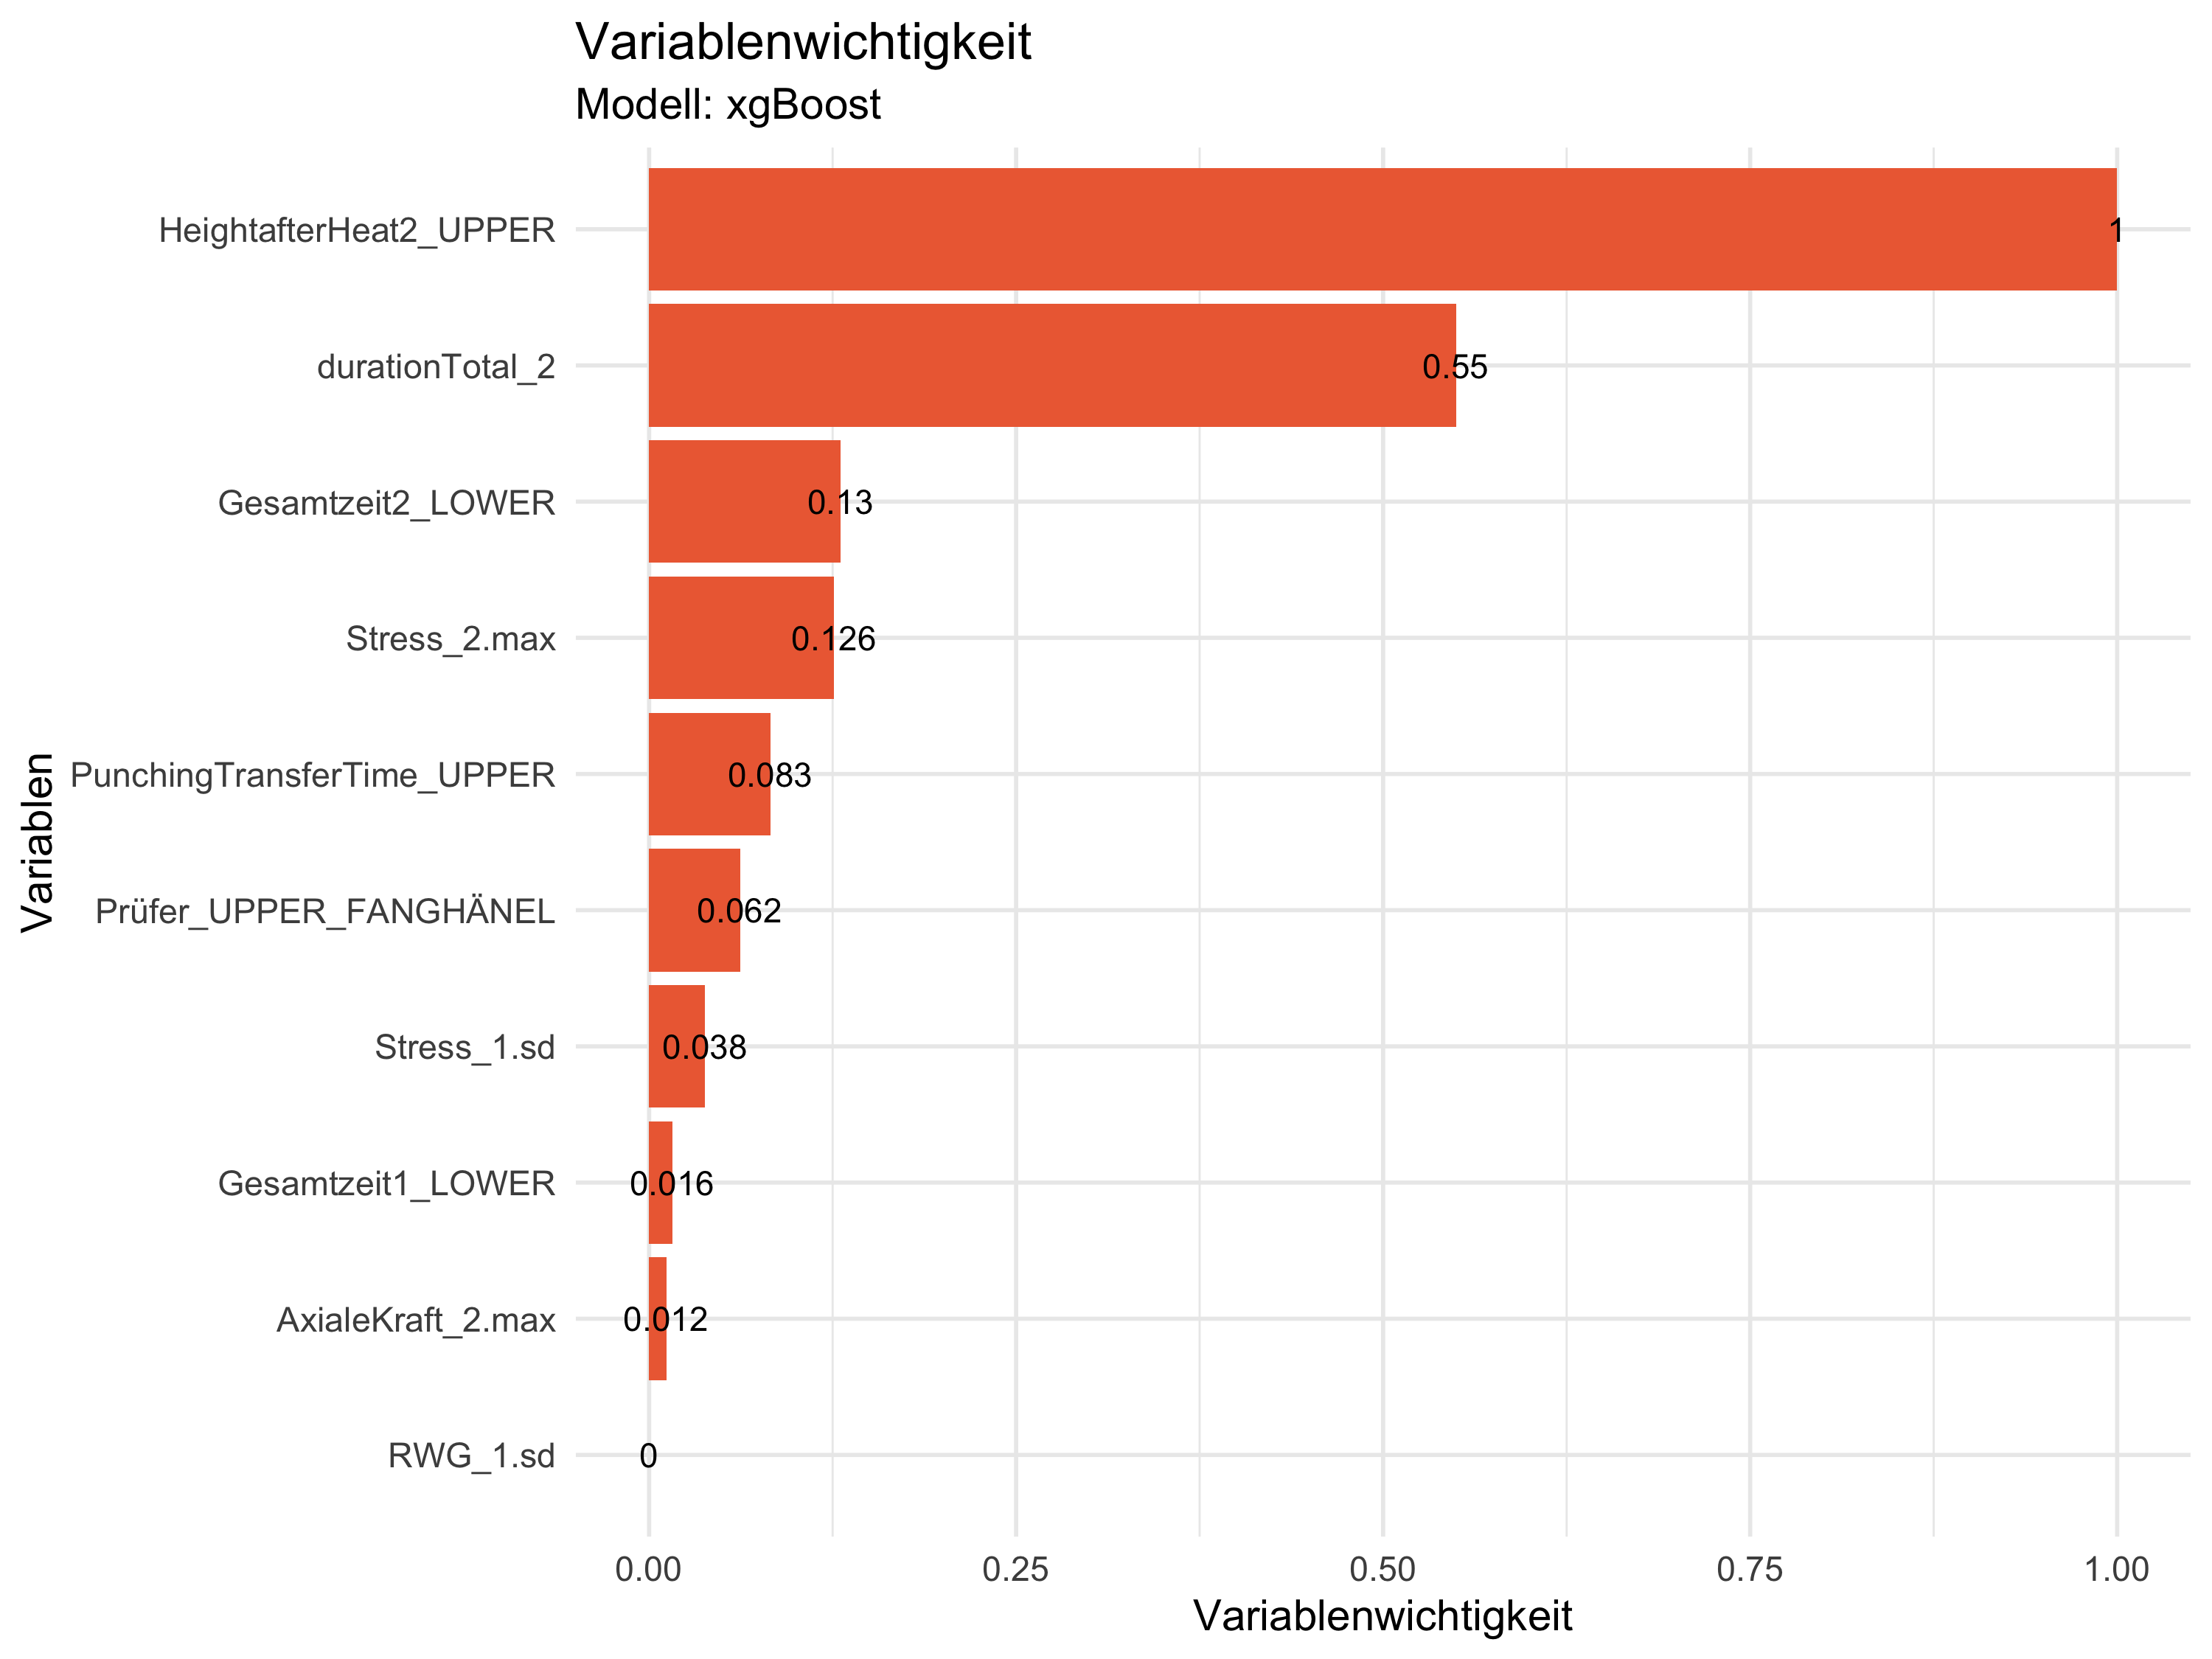 Variablenwichtigkeit
Modell: xgBoost
HeightafterHeat2_UPPER
1
durationTotal_2
0.55
Gesamtzeit2_LOWER
0.13
Stress_2.max
0.126
PunchingTransferTime_UPPER
0.083
Prüfer_UPPER_FANGHÄNEL
0.062
Stress_1.sd
0.038
Gesamtzeit1_LOWER
0.016
AxialeKraft_2.max
0.012
RWG_1.sd
0
Variablen
0.00 0.25 0.50 0.75 1.00
Variablenwichtigkeit